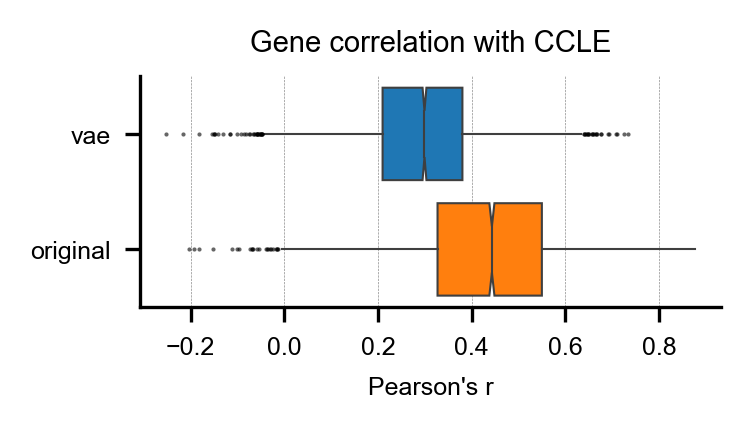 Gene correlation with CCLE
vae
original
−0.2 0.0 0.2 0.4 0.6 0.8
Pearson's r